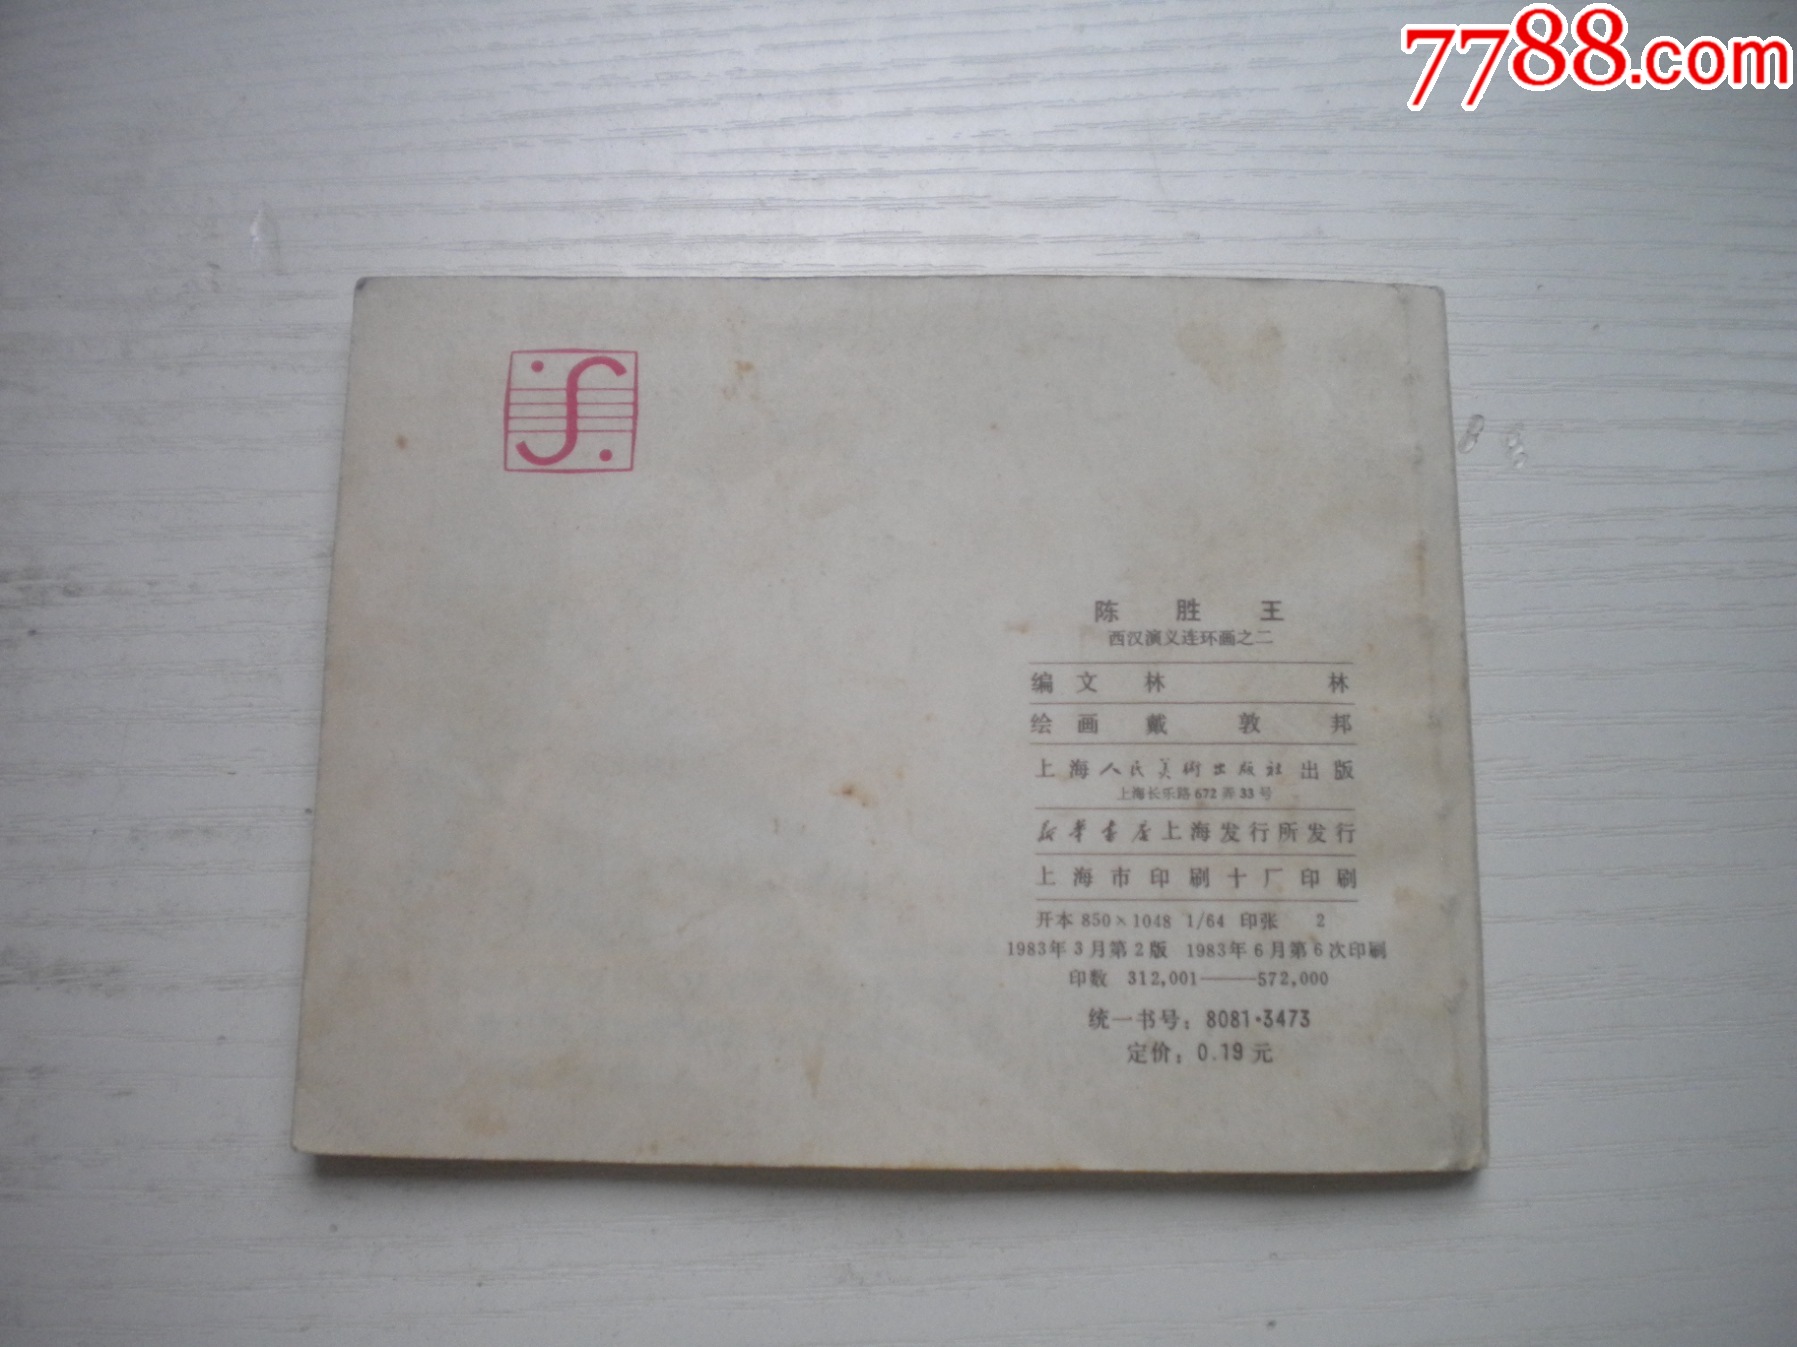 7788.com
陈胜王
西汉演义连环画之二
编文 林林
绘画 戴敦邦
上海人民美術出版社出版
上海长乐路672弄33号
新华书店上海发行所发行
上海市印刷十厂印刷
开本 850×1048 1/64 印张 2
1983年3月第2版 1983年6月第6次印刷
印数 312,001——572,000
统一书号：8081·3473
定价：0.19元